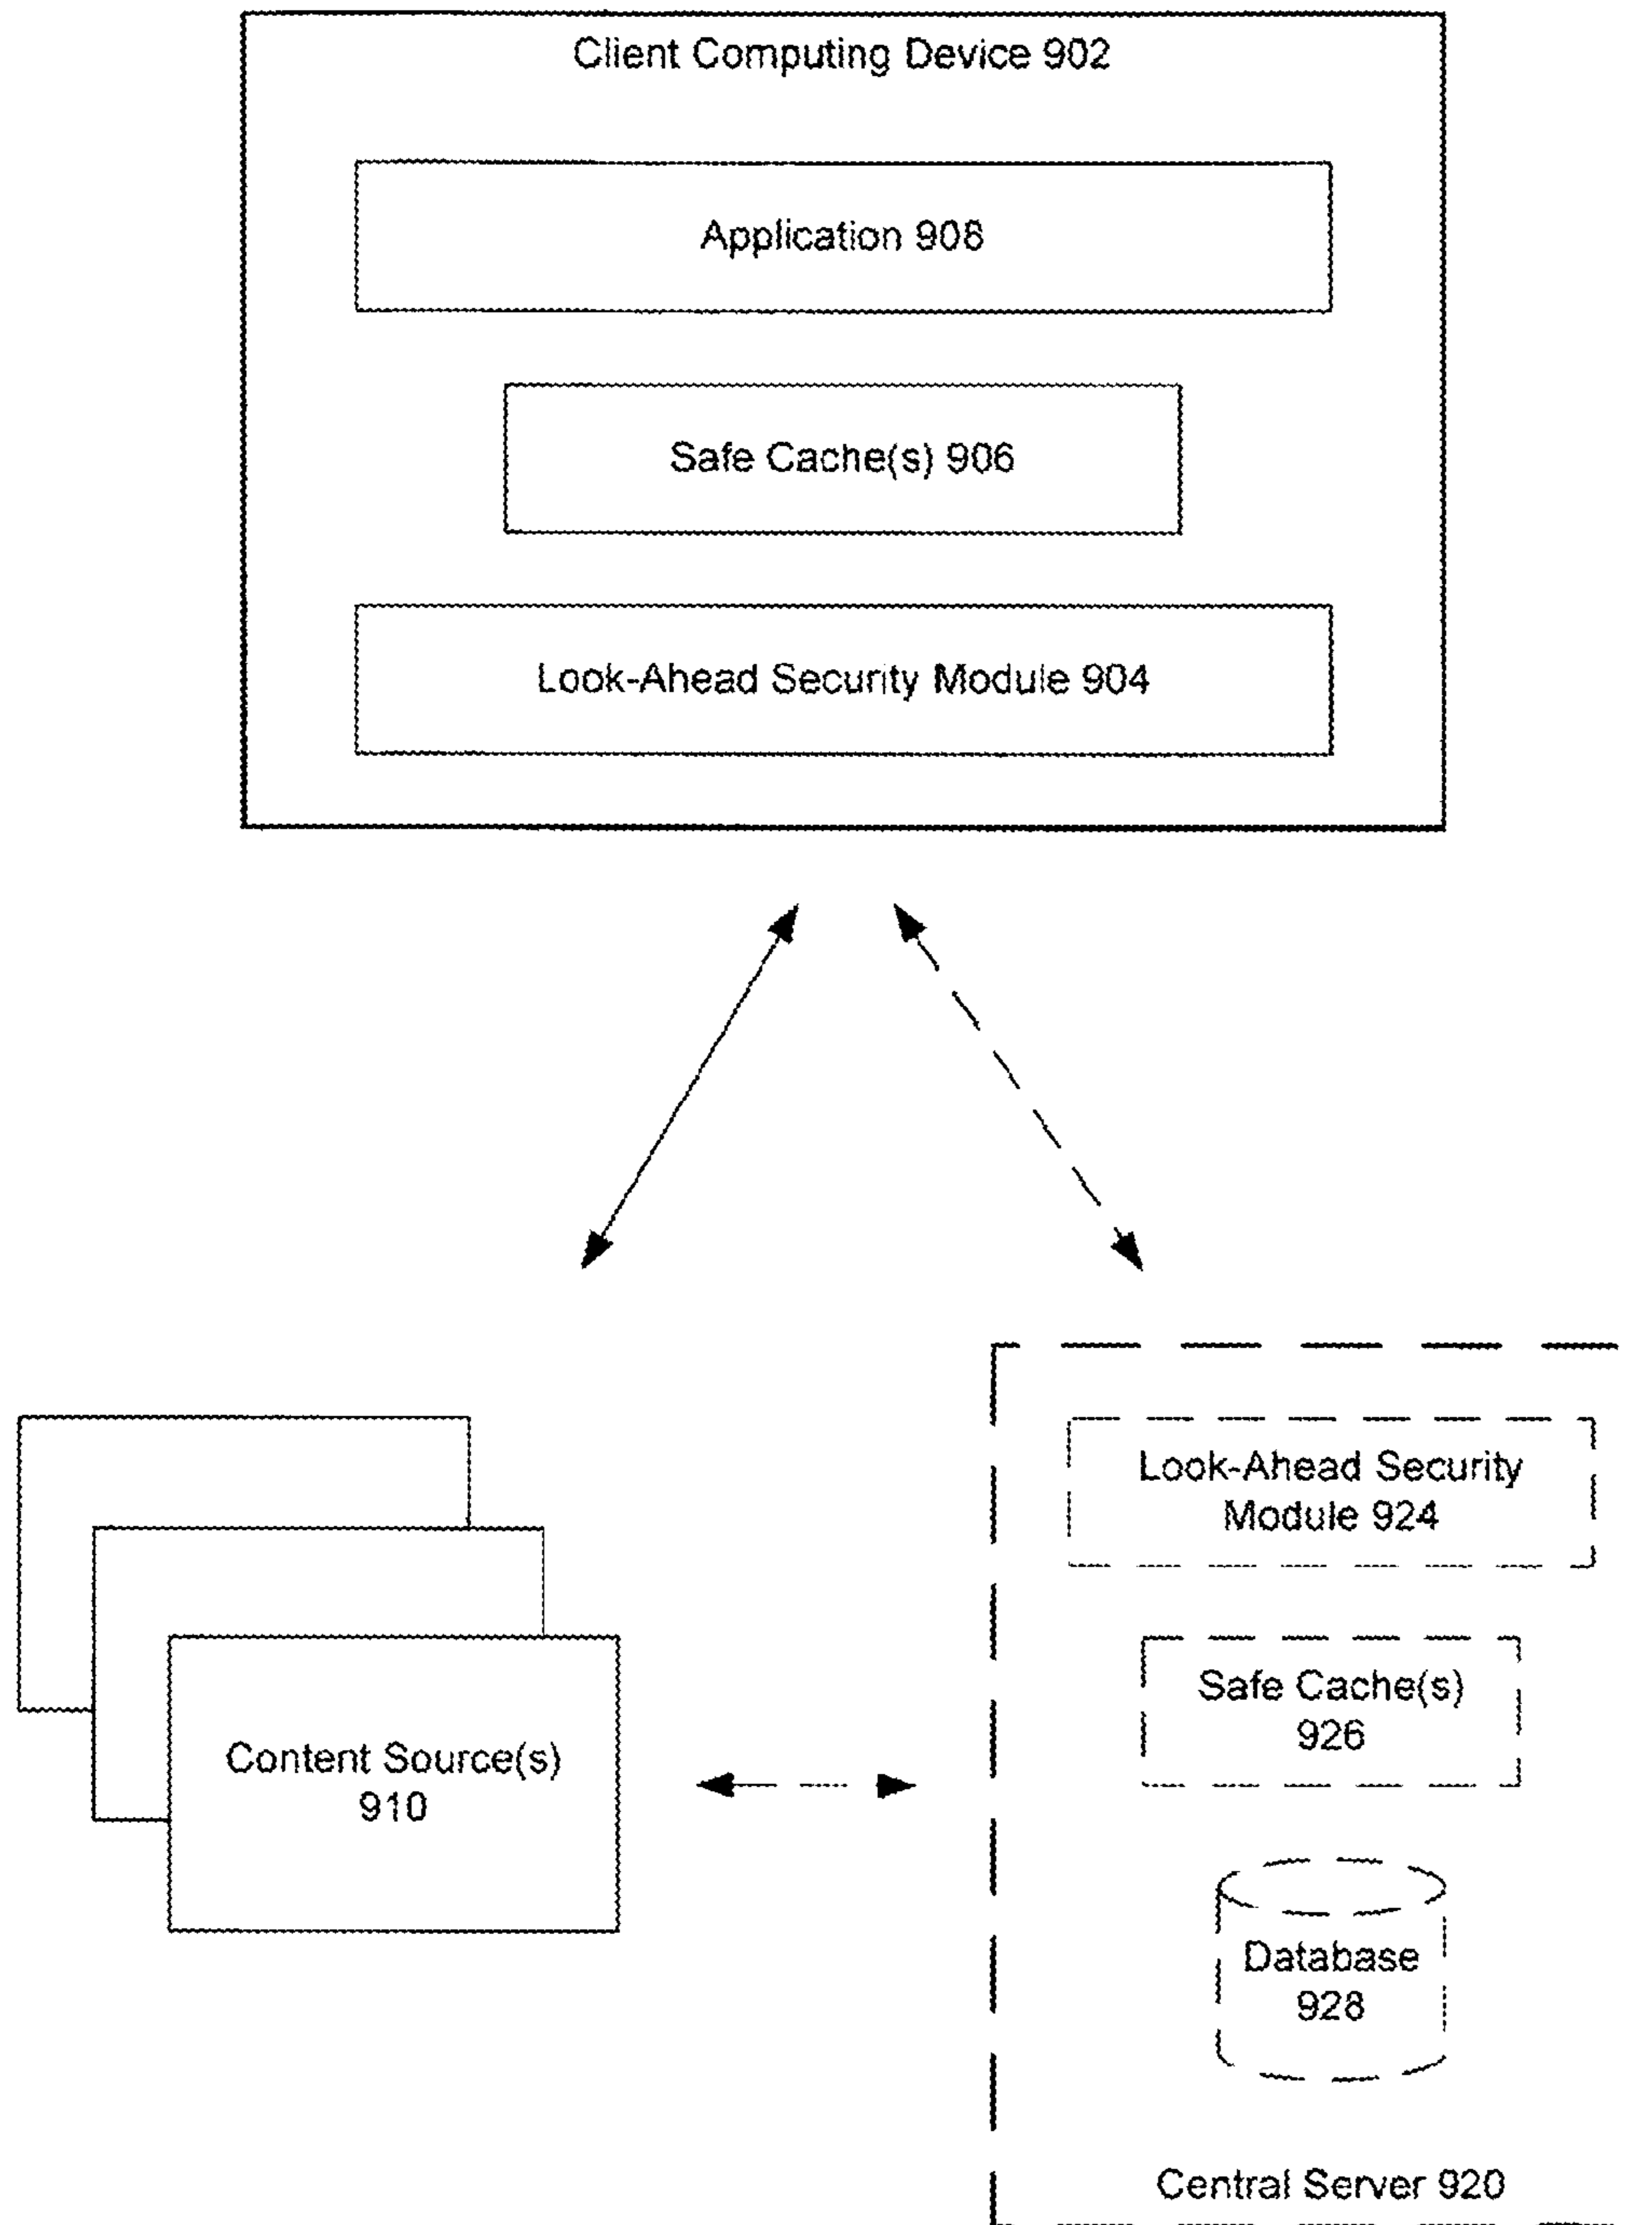 Client Computing Device 902
Application 908
Safe Cache(s) 906
Look-Ahead Security Module 904
Look-Ahead Security
Module 924
Safe Cache(s)
926
Content Source(s)
910
Database
928
Central Server 920